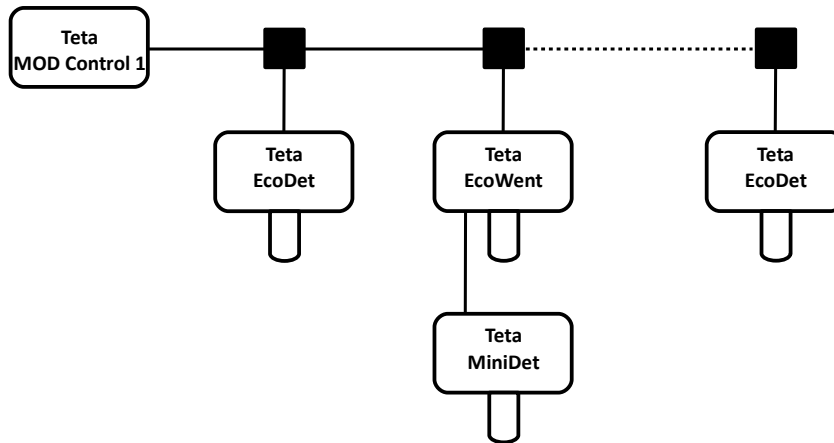 Teta
MOD Control 1
Teta
EcoDet
Teta
EcoWent
Teta
EcoDet
Teta
MiniDet